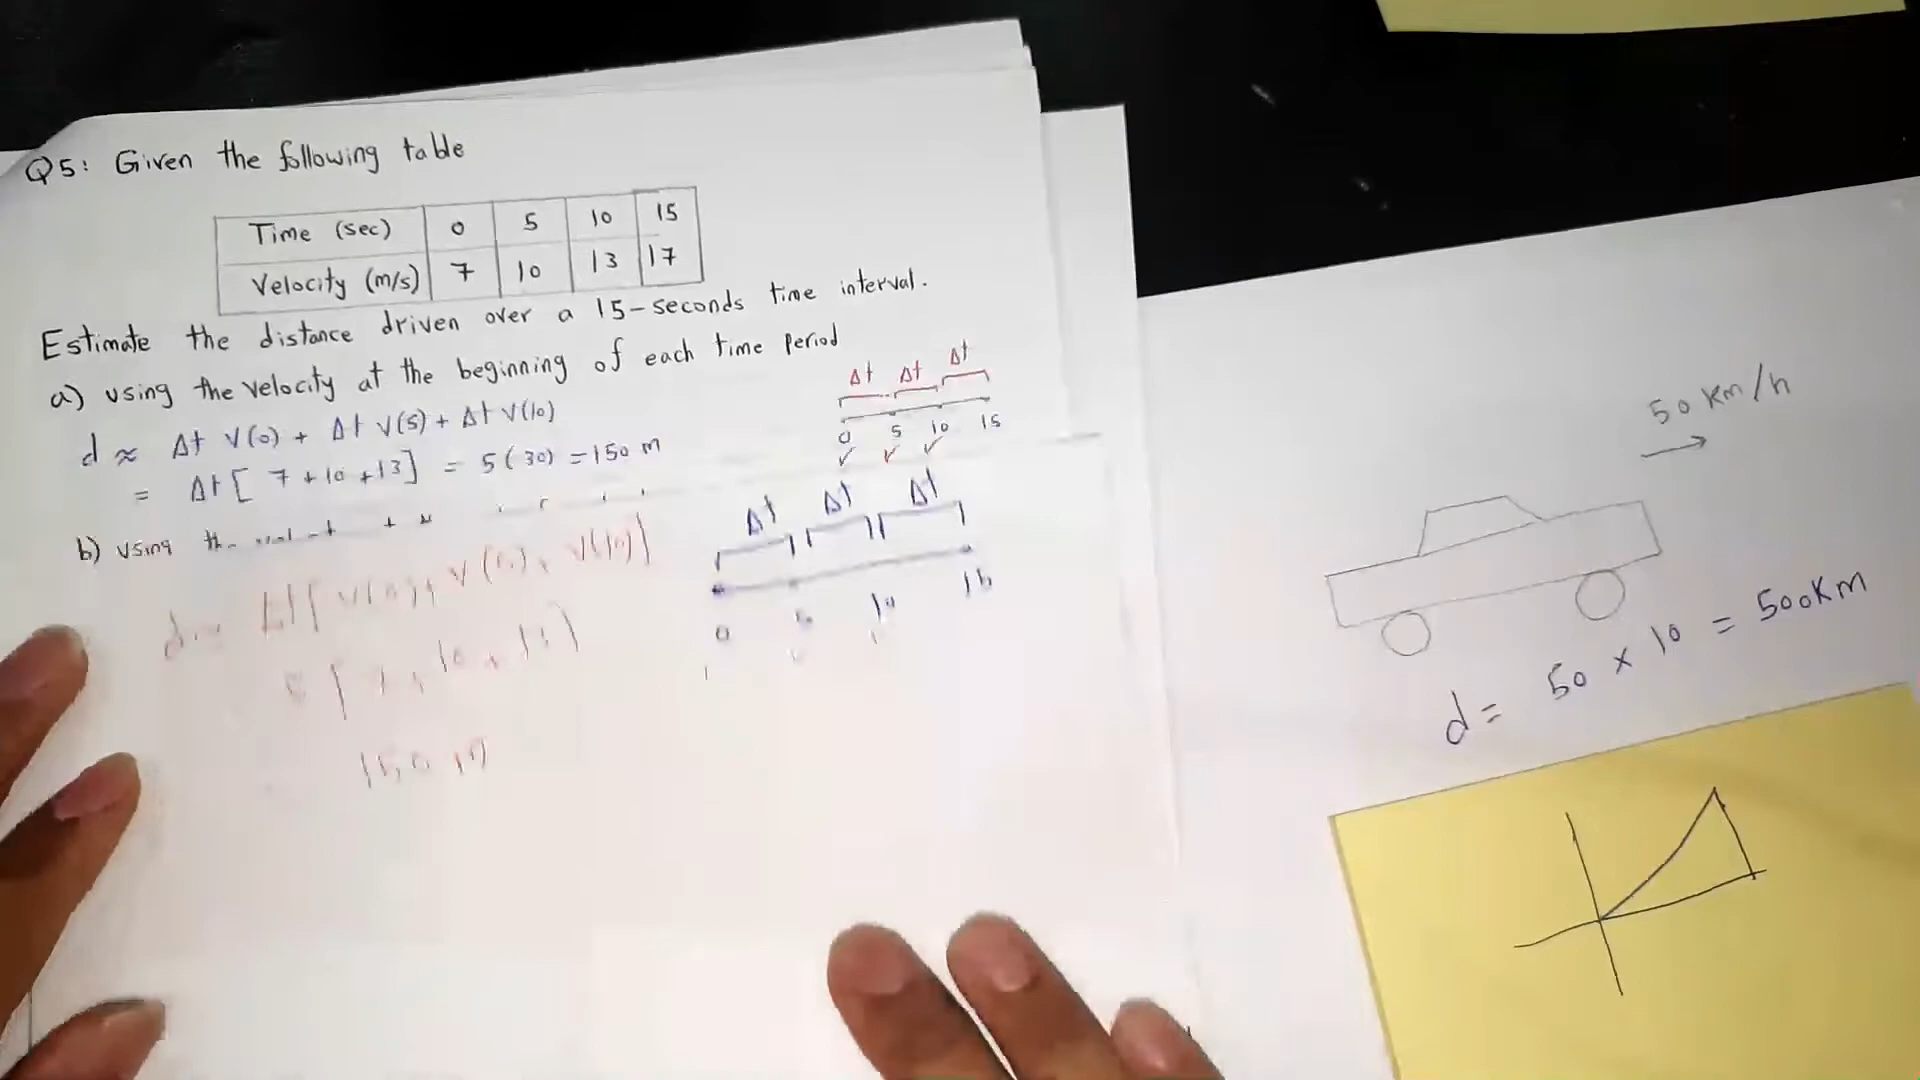 Q5: Given the following table
Time (sec) 0 5 10 15
Velocity (m/s) 7 10 13 17
Estimate the distance driven over a 15-seconds time interval.
a) using the velocity at the beginning of each time period
d ≈ Δt V(0) + Δt V(5) + Δt V(10)
= Δt [ 7 + 10 + 13 ] = 5 (30) = 150 m
Δt Δt Δt
0 5 10 15
b) using
Δt Δt Δt
0
50 km/h
d = 50 × 10 = 500km